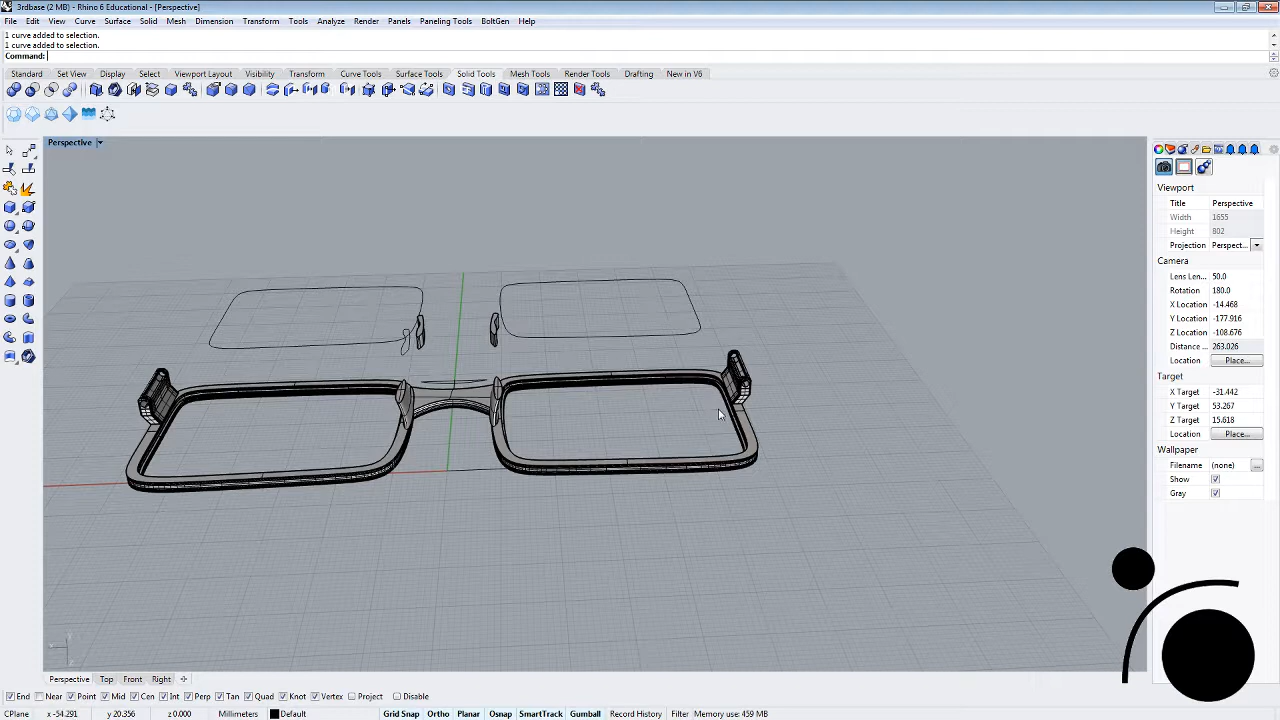 3rdbase (2 MB) - Rhino 6 Educational - [Perspective]
File Edit View Curve Surface Solid Mesh Dimension Transform Tools Analyze Render Panels Paneling Tools BoltGen Help
1 curve added to selection.
1 curve added to selection.
Command:
Standard Set View Display Select Viewport Layout Visibility Transform Curve Tools Surface Tools Solid Tools Mesh Tools Render Tools Drafting New in V6
Perspective
Viewport
Title Perspective
Width 1655
Height 802
Projection Perspect...
Camera
Lens Len... 50.0
Rotation 180.0
X Location -14.468
Y Location -177.916
Z Location -108.676
Distance ... 263.026
Location Place...
Target
X Target -31.442
Y Target 53.267
Z Target 15.618
Location Place...
Wallpaper
Filename (none) ...
Show
Gray
Perspective Top Front Right
End Near Point Mid Cen Int Perp Tan Quad Knot Vertex Project Disable
CPlane x -54.291 y 20.356 z 0.000 Millimeters Default Grid Snap Ortho Planar Osnap SmartTrack Gumball Record History Filter Memory use: 459 MB